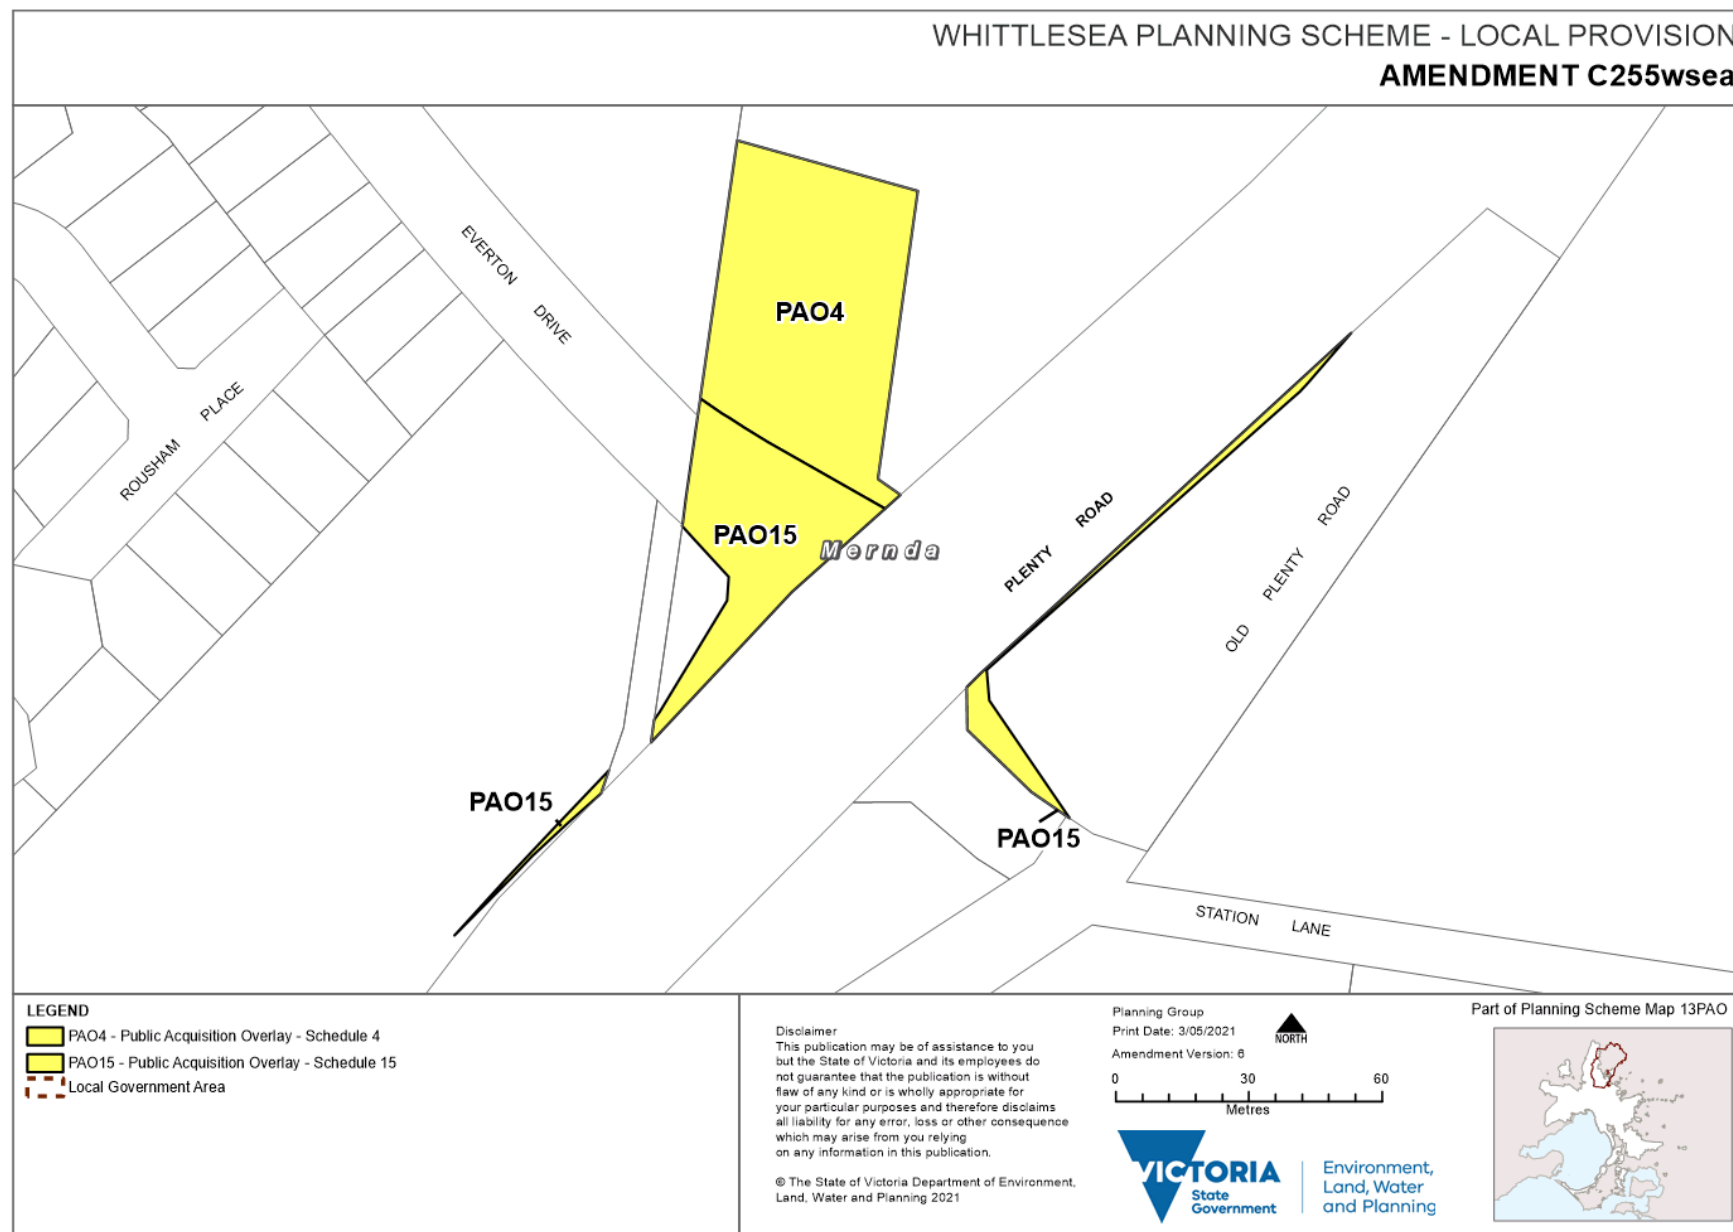 WHITTLESEA PLANNING SCHEME - LOCAL PROVISION
AMENDMENT C255wsea
EVERTON DRIVE
PAO4
ROUSHAM PLACE
PAO15
Mernda
PLENTY ROAD
OLD PLENTY ROAD
PAO15
PAO15
STATION LANE
LEGEND
PAO4 - Public Acquisition Overlay - Schedule 4
PAO15 - Public Acquisition Overlay - Schedule 15
Local Government Area
Disclaimer
This publication may be of assistance to you
but the State of Victoria and its employees do
not guarantee that the publication is without
flaw of any kind or is wholly appropriate for
your particular purposes and therefore disclaims
all liability for any error, loss or other consequence
which may arise from you relying
on any information in this publication.
© The State of Victoria Department of Environment,
Land, Water and Planning 2021
Planning Group
Print Date: 3/05/2021
Amendment Version: 6
NORTH
0 30 60
Metres
VICTORIA
State
Government
Environment,
Land, Water
and Planning
Part of Planning Scheme Map 13PAO